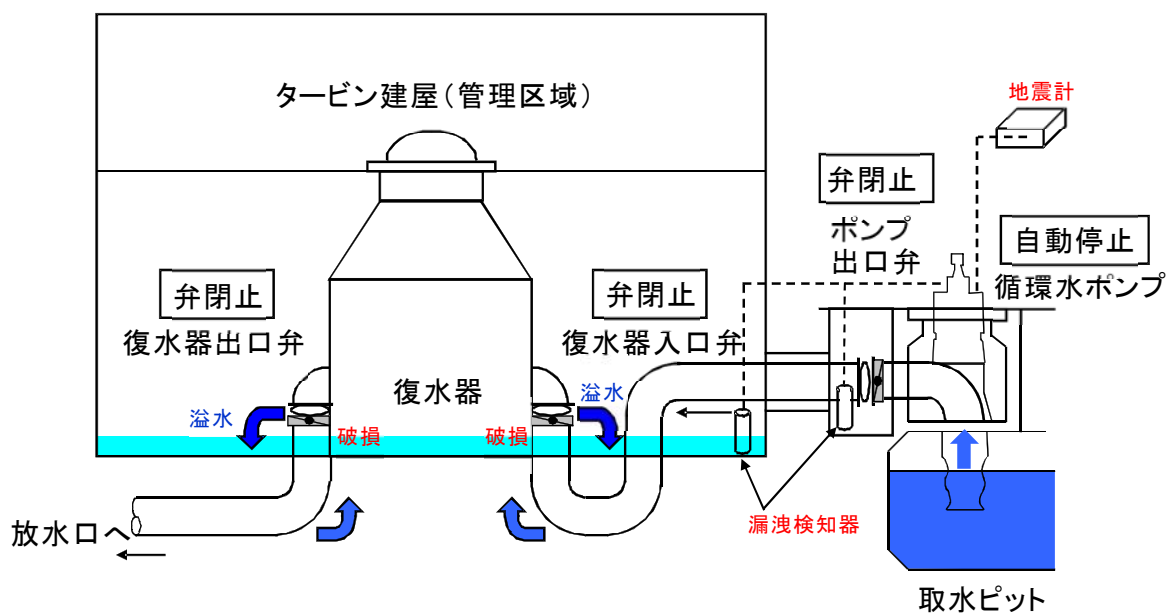 タービン建屋(管理区域)
地震計
弁閉止
ポンプ
出口弁
自動停止
循環水ポンプ
弁閉止
復水器出口弁
弁閉止
復水器入口弁
復水器
溢水
破損
破損
溢水
漏洩検知器
放水口へ
取水ピット